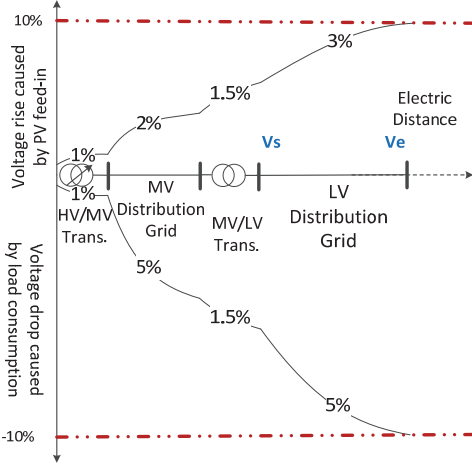 10%
Voltage rise caused
by PV feed-in
3%
1.5%
2%
1%
Electric
Distance
Vs
Ve
1%
HV/MV
Trans.
MV
Distribution
Grid
MV/LV
Trans.
LV
Distribution
Grid
Voltage drop caused
by load consumption
5%
1.5%
5%
-10%